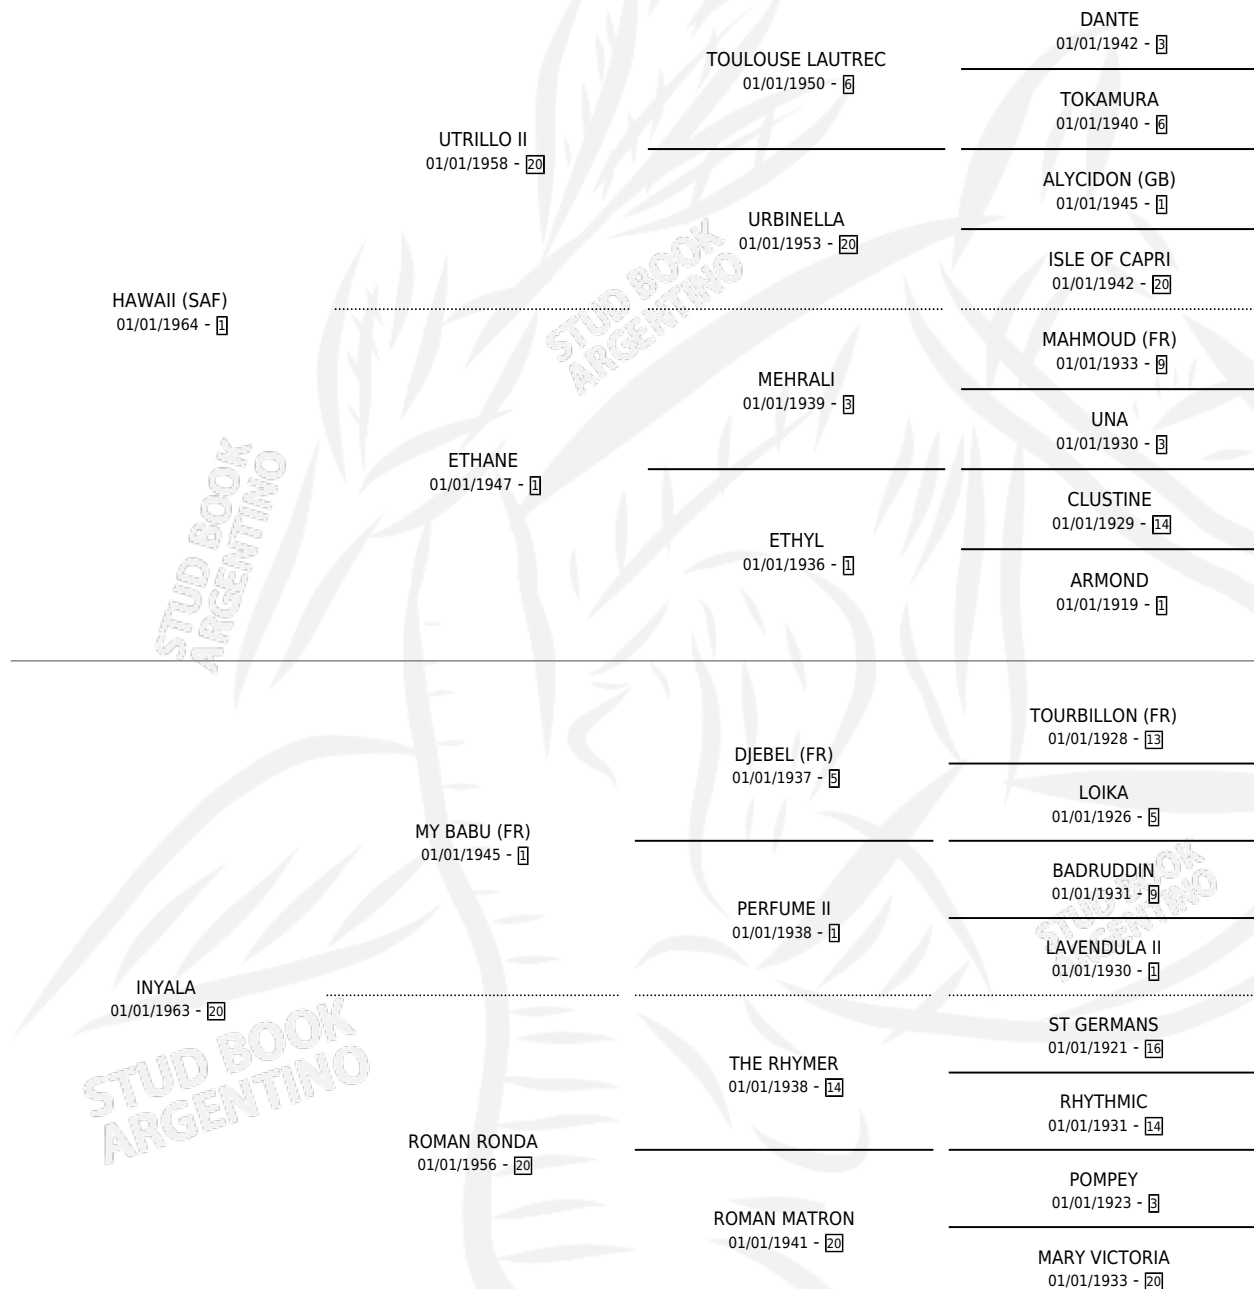 HAWAII (SAF)
01/01/1964 - 1
UTRILLO II
01/01/1958 - 20
TOULOUSE LAUTREC
01/01/1950 - 6
DANTE
01/01/1942 - 3
TOKAMURA
01/01/1940 - 6
URBINELLA
01/01/1953 - 20
ALYCIDON (GB)
01/01/1945 - 1
ISLE OF CAPRI
01/01/1942 - 20
ETHANE
01/01/1947 - 1
MEHRALI
01/01/1939 - 3
MAHMOUD (FR)
01/01/1933 - 9
UNA
01/01/1930 - 3
ETHYL
01/01/1936 - 1
CLUSTINE
01/01/1929 - 14
ARMOND
01/01/1919 - 1
INYALA
01/01/1963 - 20
MY BABU (FR)
01/01/1945 - 1
DJEBEL (FR)
01/01/1937 - 5
TOURBILLON (FR)
01/01/1928 - 13
LOIKA
01/01/1926 - 5
PERFUME II
01/01/1938 - 1
BADRUDDIN
01/01/1931 - 9
LAVENDULA II
01/01/1930 - 1
ROMAN RONDA
01/01/1956 - 20
THE RHYMER
01/01/1938 - 14
ST GERMANS
01/01/1921 - 16
RHYTHMIC
01/01/1931 - 14
ROMAN MATRON
01/01/1941 - 20
POMPEY
01/01/1923 - 3
MARY VICTORIA
01/01/1933 - 20
STUD BOOK
ARGENTINO
STUD BOOK
ARGENTINO
STUD BOOK
ARGENTINO
STUD BOOK
ARGENTINO